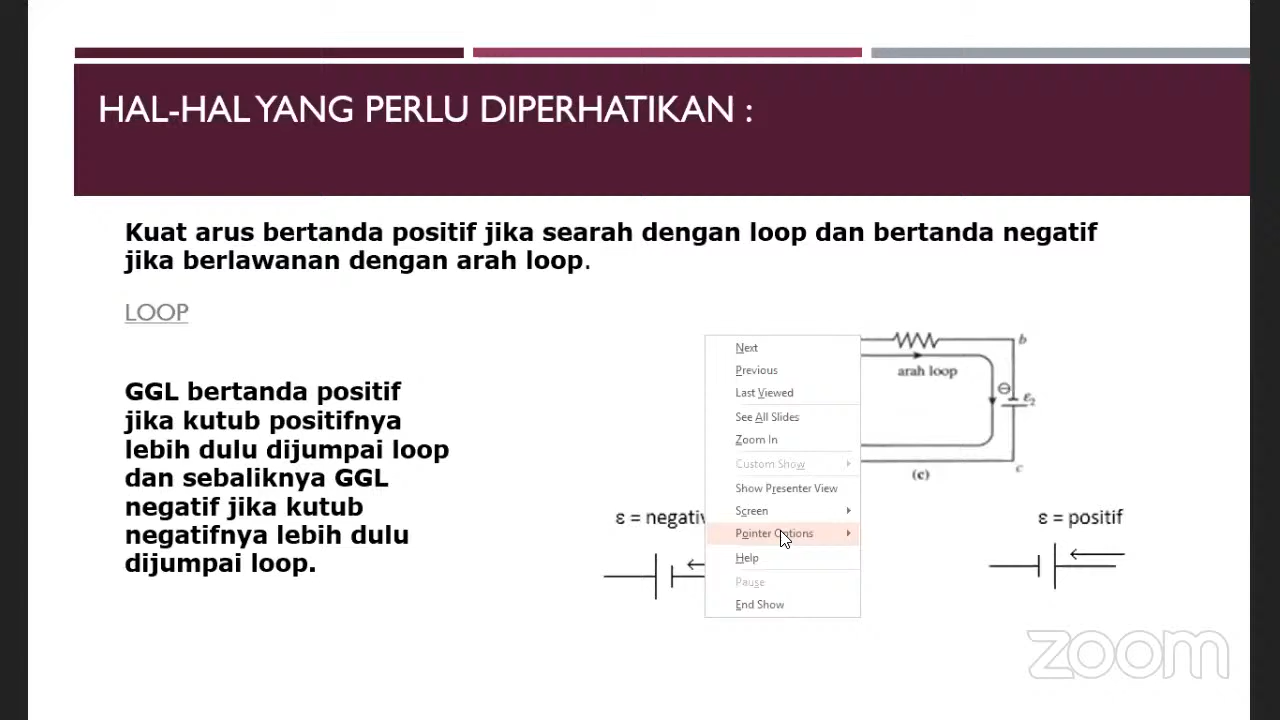 HAL-HAL YANG PERLU DIPERHATIKAN :
Kuat arus bertanda positif jika searah dengan loop dan bertanda negatif
jika berlawanan dengan arah loop.
LOOP
GGL bertanda positif
jika kutub positifnya
lebih dulu dijumpai loop
dan sebaliknya GGL
negatif jika kutub
negatifnya lebih dulu
dijumpai loop.
Next
Previous
Last Viewed
See All Slides
Zoom In
Custom Show
Show Presenter View
Screen
Pointer Options
Help
Pause
End Show
b
arah loop
ε2
c
(c)
ε = negativ
ε = positif
zoom